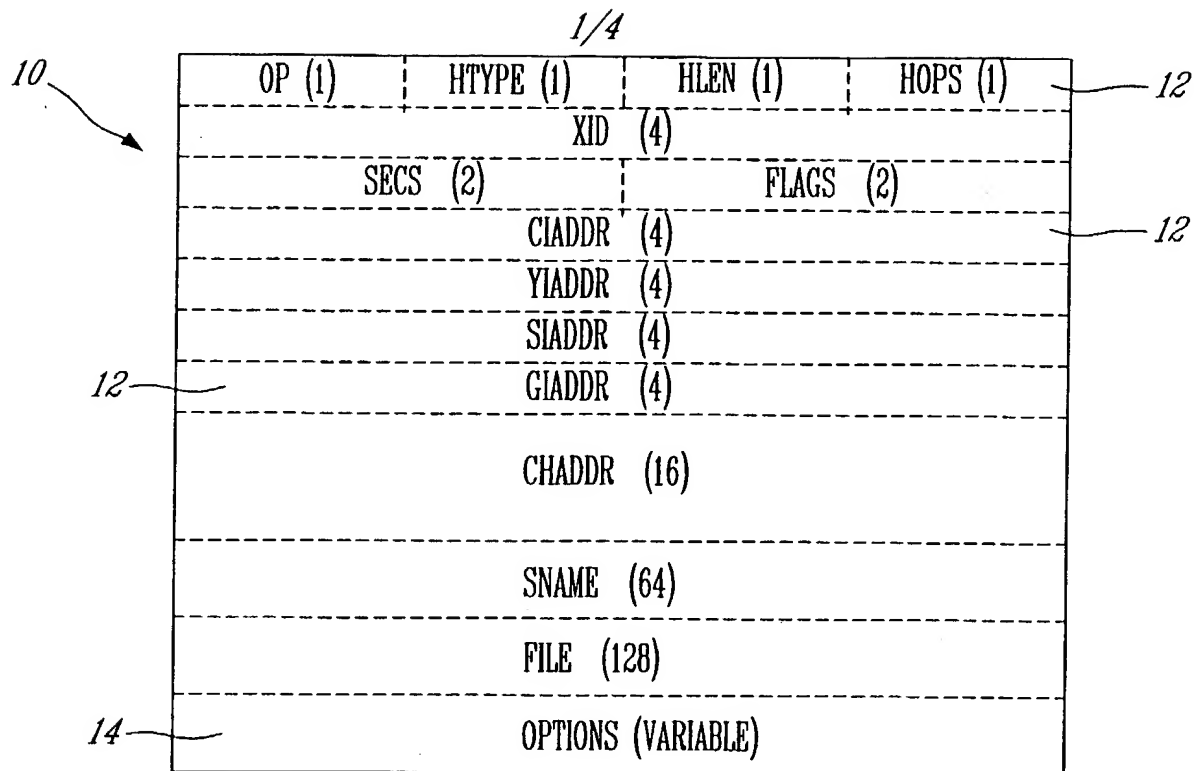 1/4
10
OP (1) HTYPE (1) HLEN (1) HOPS (1) 12
XID (4)
SECS (2) FLAGS (2)
CIADDR (4) 12
YIADDR (4)
SIADDR (4)
12 GIADDR (4)
CHADDR (16)
SNAME (64)
FILE (128)
14 OPTIONS (VARIABLE)